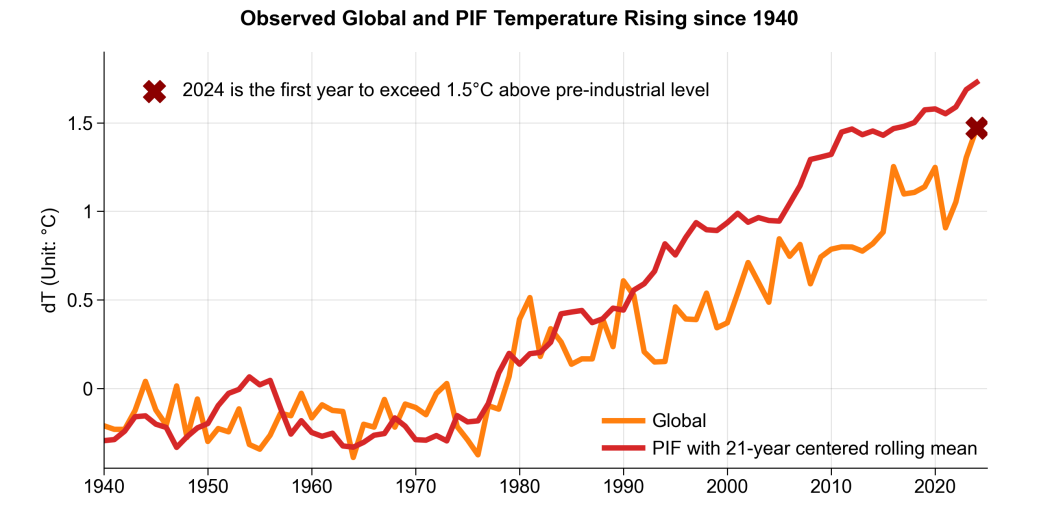 Observed Global and PIF Temperature Rising since 1940
2024 is the first year to exceed 1.5°C above pre-industrial level
dT (Unit: °C)
1.5
1
0.5
0
Global
PIF with 21-year centered rolling mean
1940 1950 1960 1970 1980 1990 2000 2010 2020